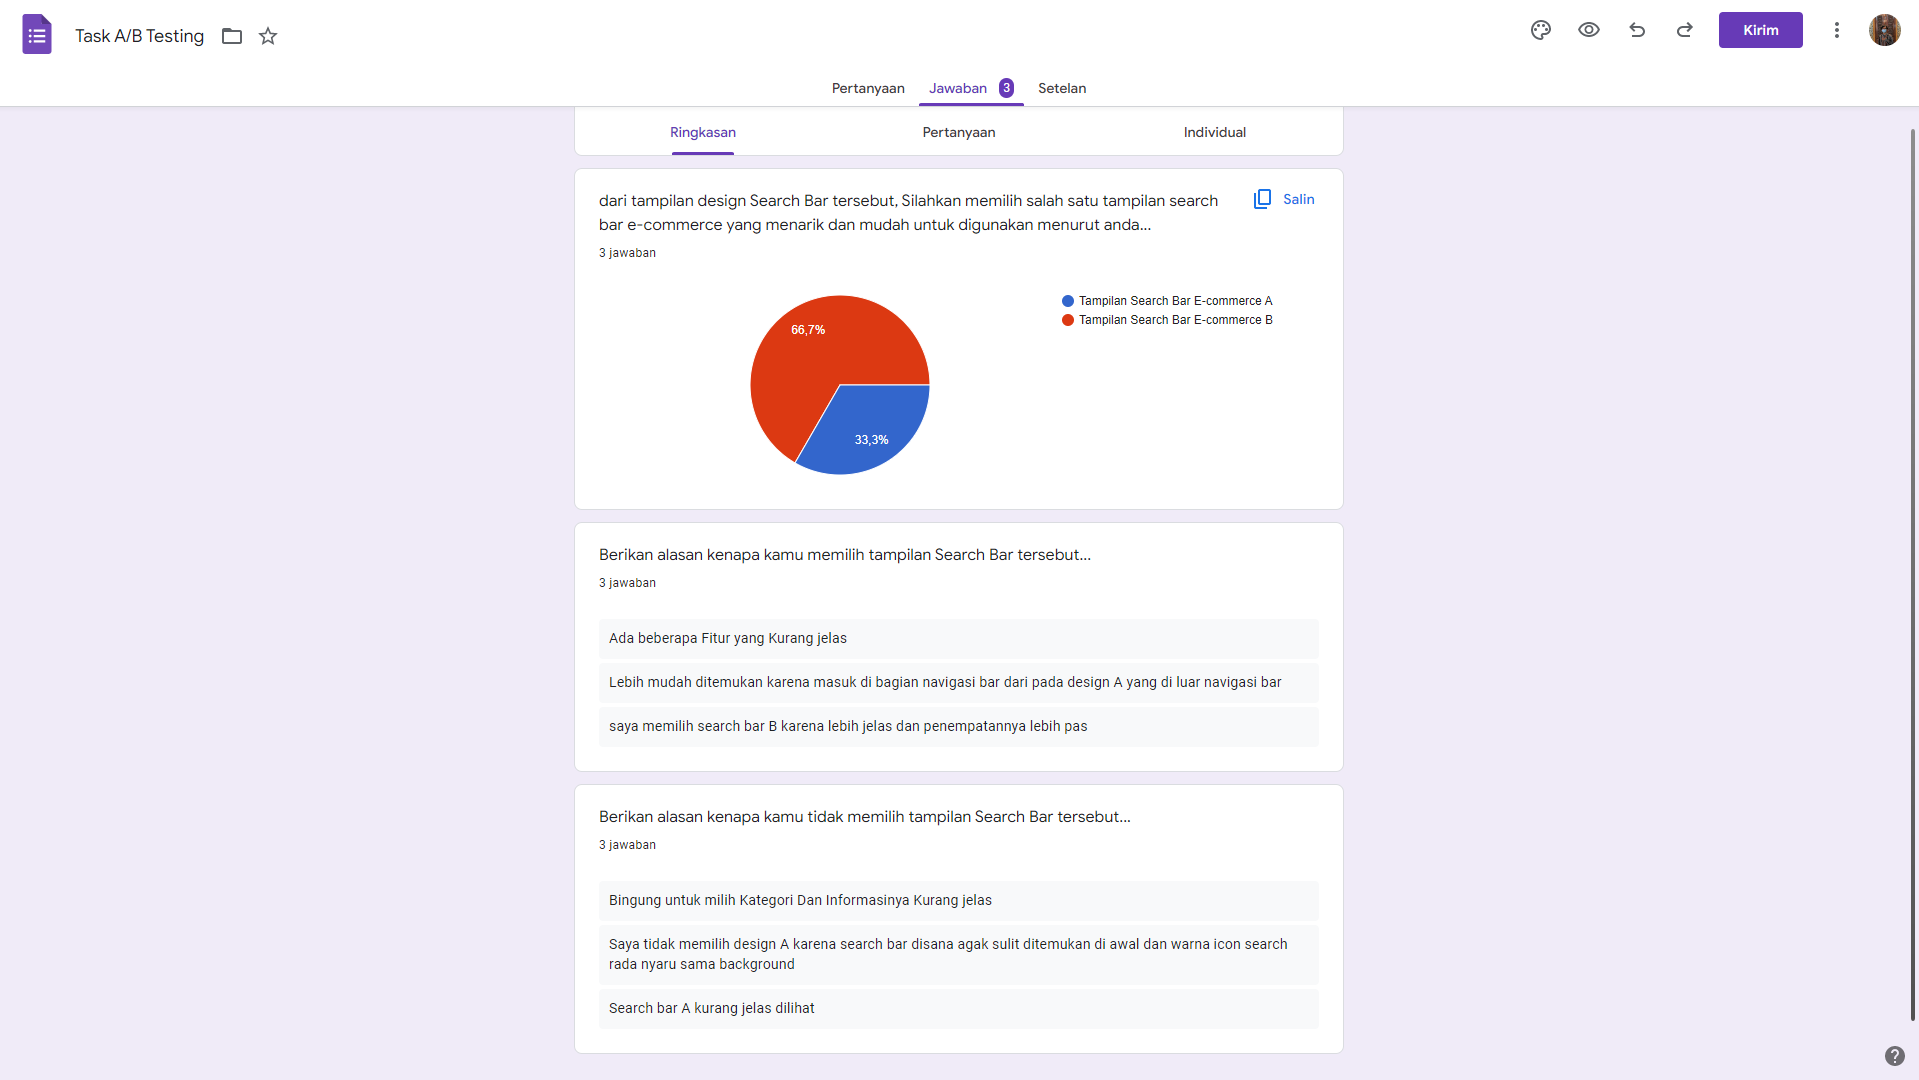 Task A/B Testing
Kirim
Pertanyaan
Jawaban 3
Setelan
Ringkasan
Pertanyaan
Individual
dari tampilan design Search Bar tersebut, Silahkan memilih salah satu tampilan search
bar e-commerce yang menarik dan mudah untuk digunakan menurut anda...
Salin
3 jawaban
66,7%
33,3%
Tampilan Search Bar E-commerce A
Tampilan Search Bar E-commerce B
Berikan alasan kenapa kamu memilih tampilan Search Bar tersebut...
3 jawaban
Ada beberapa Fitur yang Kurang jelas
Lebih mudah ditemukan karena masuk di bagian navigasi bar dari pada design A yang di luar navigasi bar
saya memilih search bar B karena lebih jelas dan penempatannya lebih pas
Berikan alasan kenapa kamu tidak memilih tampilan Search Bar tersebut...
3 jawaban
Bingung untuk milih Kategori Dan Informasinya Kurang jelas
Saya tidak memilih design A karena search bar disana agak sulit ditemukan di awal dan warna icon search
rada nyaru sama background
Search bar A kurang jelas dilihat